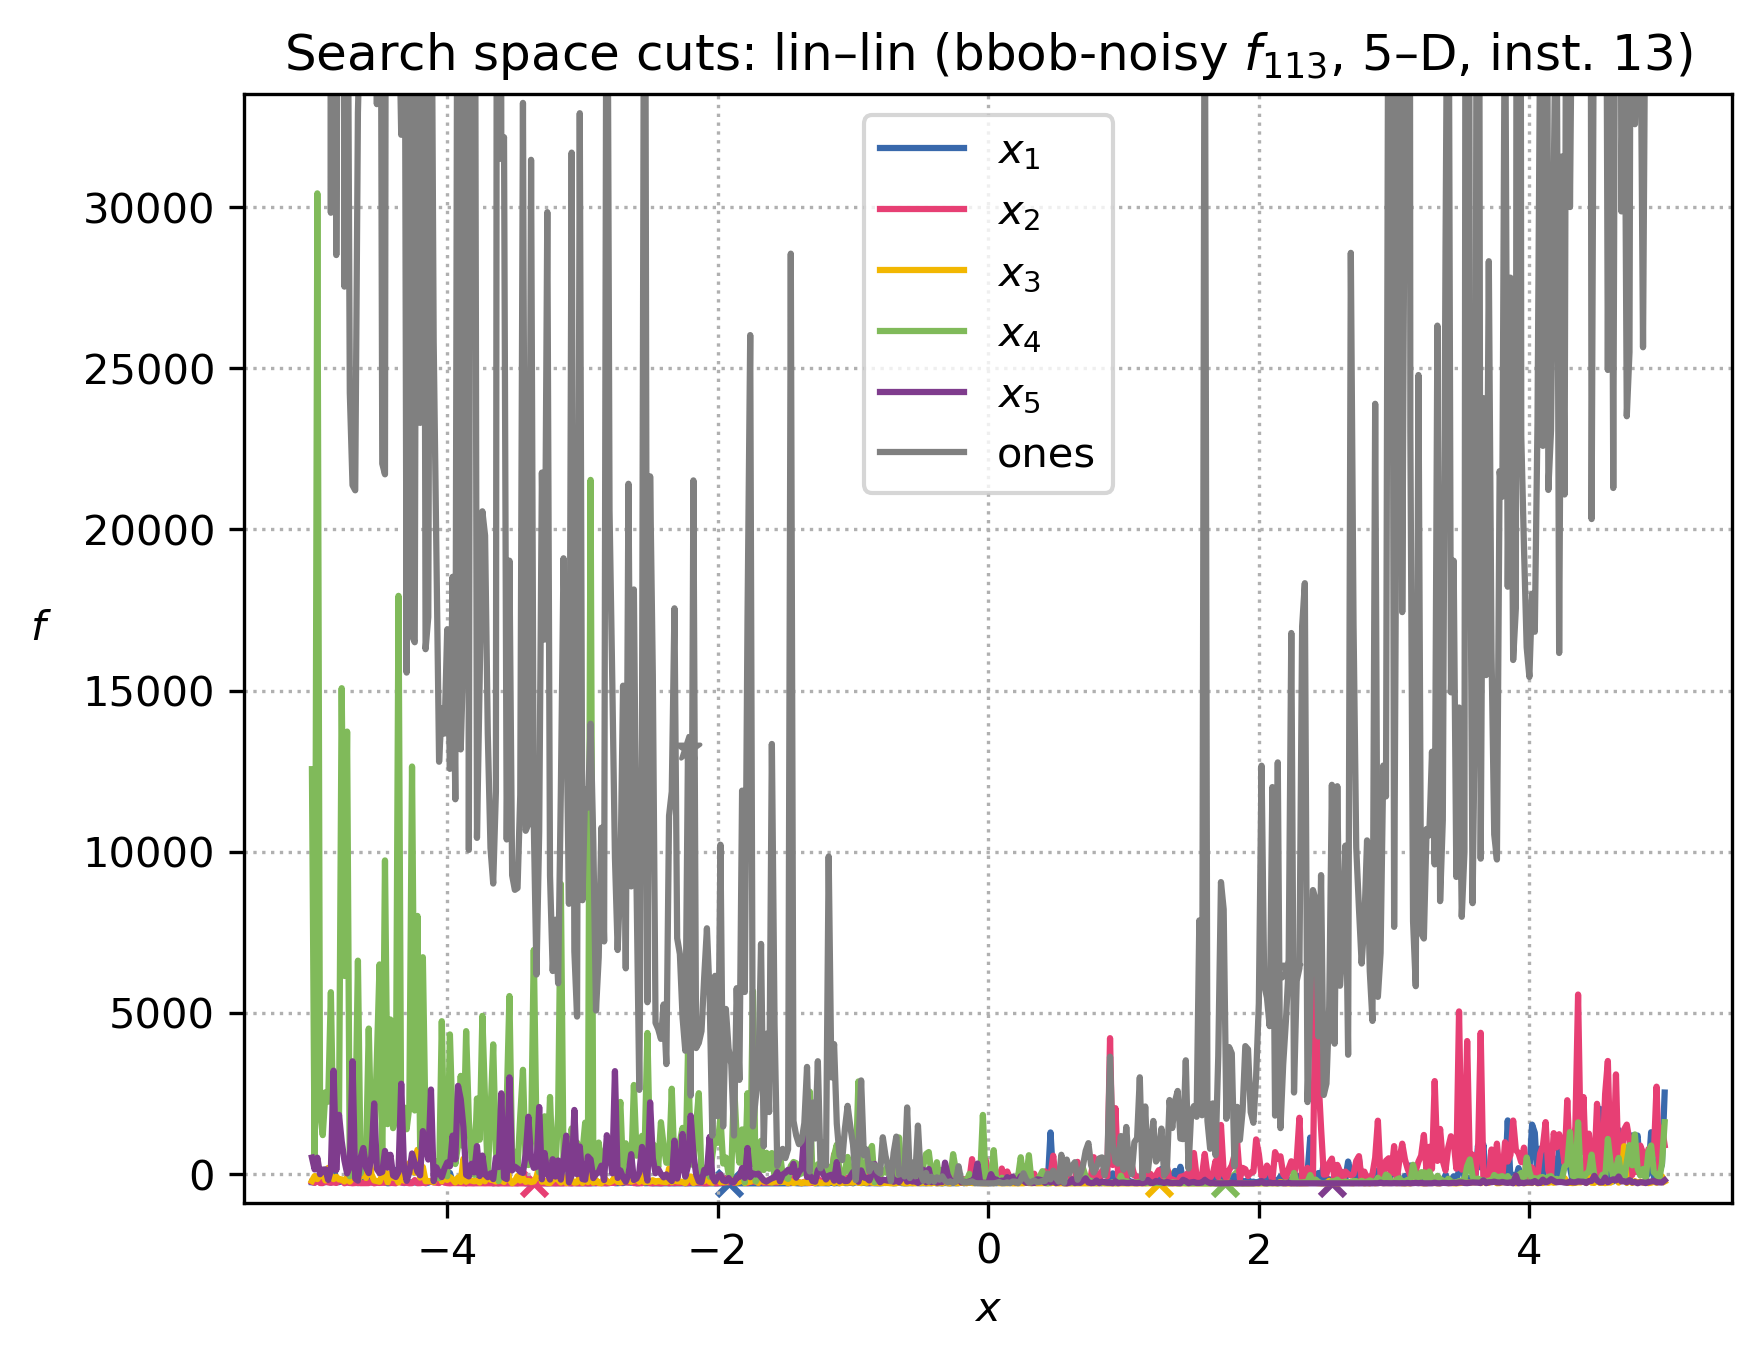 Search space cuts: lin–lin (bbob-noisy f₁₁₃, 5–D, inst. 13)
x₁
x₂
x₃
x₄
x₅
ones
30000
25000
20000
15000
10000
5000
0
f
−4
−2
0
2
4
x